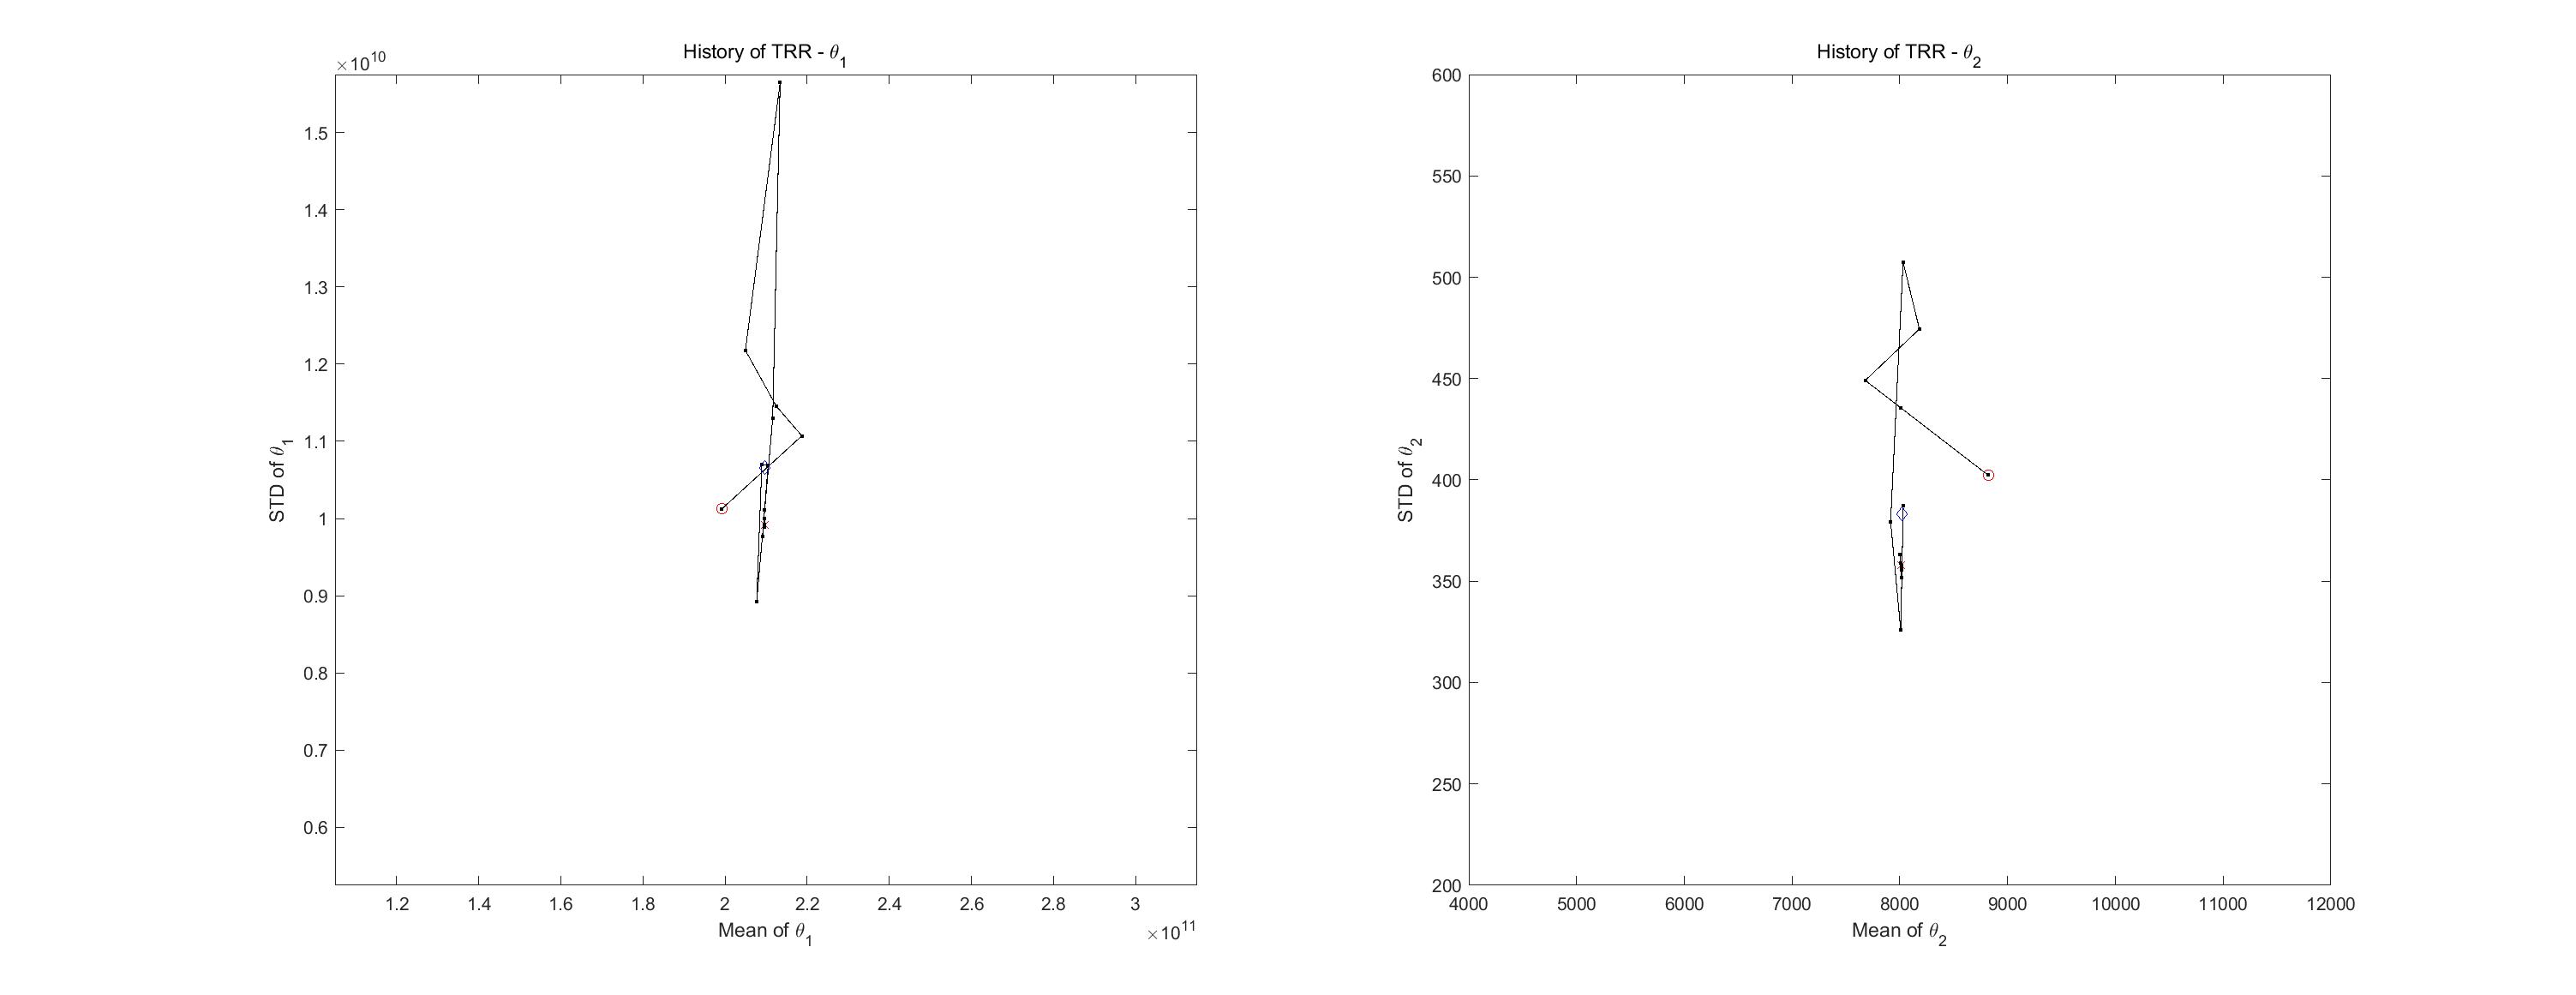 History of TRR - θ1
×10^10
1.5
1.4
1.3
1.2
1.1
1
0.9
0.8
0.7
0.6
STD of θ1
1.2 1.4 1.6 1.8 2 2.2 2.4 2.6 2.8 3
Mean of θ1
×10^11
History of TRR - θ2
600
550
500
450
400
350
300
250
200
STD of θ2
4000 5000 6000 7000 8000 9000 10000 11000 12000
Mean of θ2